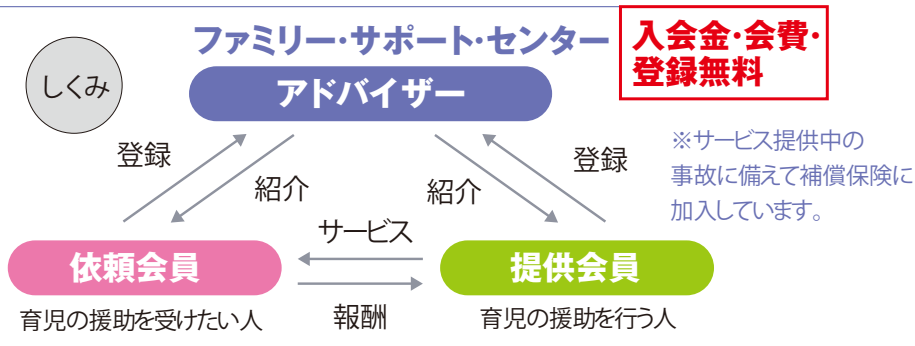 しくみ
ファミリー・サポート・センター
アドバイザー
入会金・会費・
登録無料
登録
紹介
紹介
登録
※サービス提供中の
事故に備えて補償保険に
加入しています。
サービス
依頼会員
提供会員
育児の援助を受けたい人
報酬
育児の援助を行う人